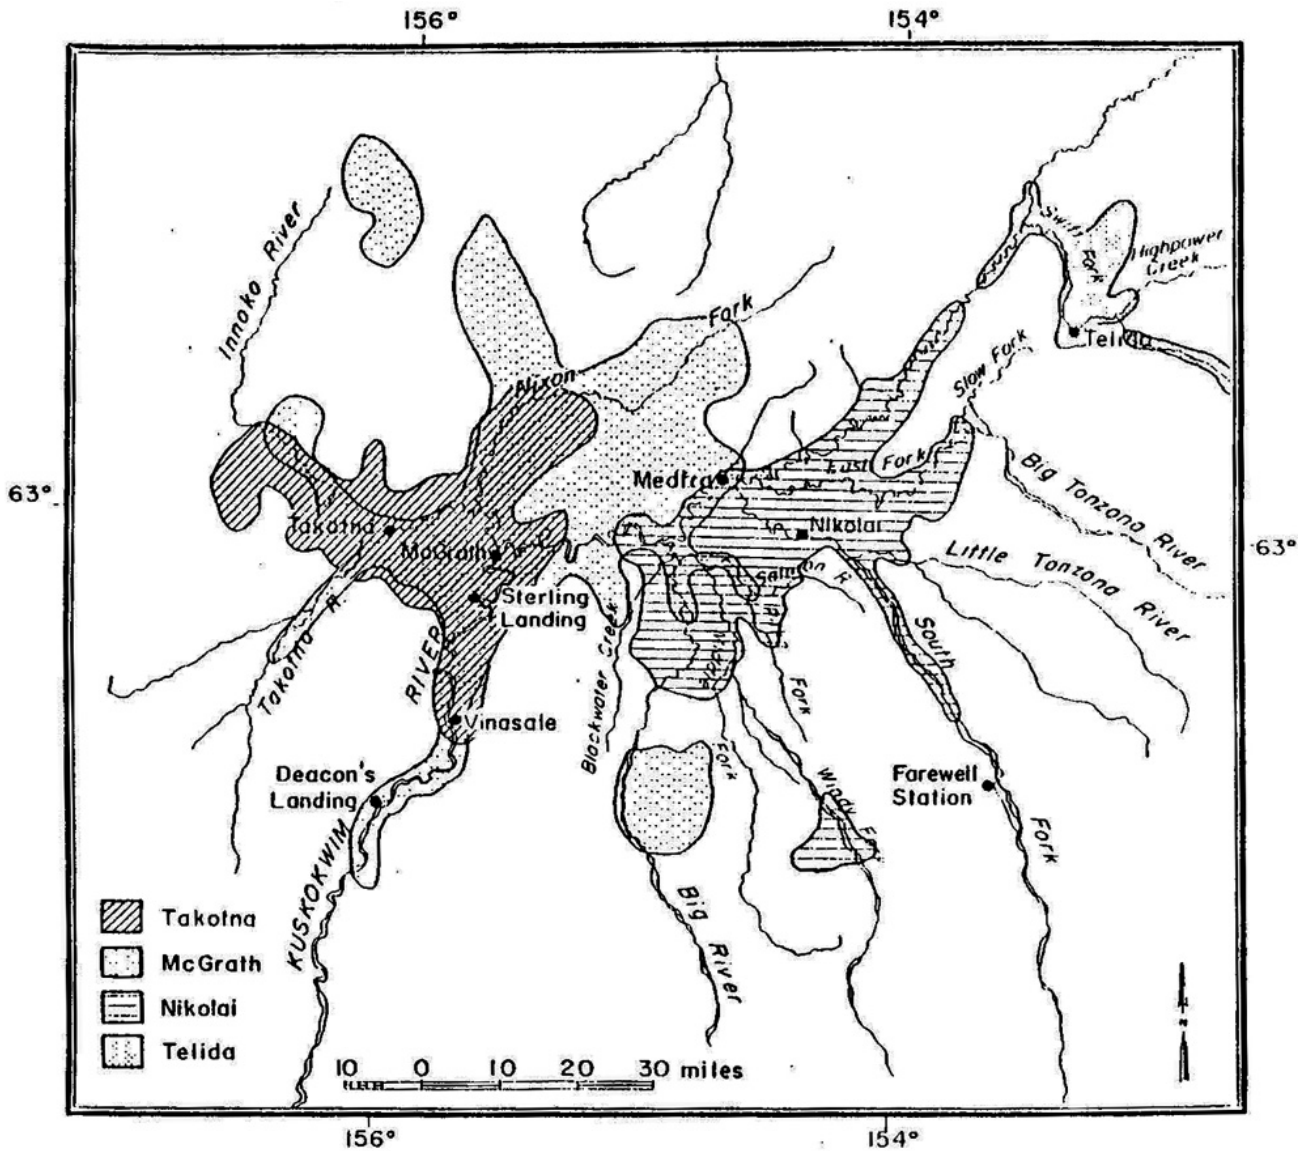 156°
154°
Innoko River
Nixon
Fork
Swift Fork
Highpower
Creek
Telida
Slow Fork
63°
Medfra
East Fork
Big Tonzona River
Takotna
Nikolai
McGrath
63°
Little Tonzona River
Salmon R.
Sterling
Landing
Takotna R.
RIVER
Blackwater Creek
Fork
South
Vinasale
Fork
Deacon's
Landing
Windy Fork
Farewell
Station
Fork
KUSKOKWIM
Big River
Takotna
McGrath
Nikolai
Telida
10 0 10 20 30 miles
N
156°
154°